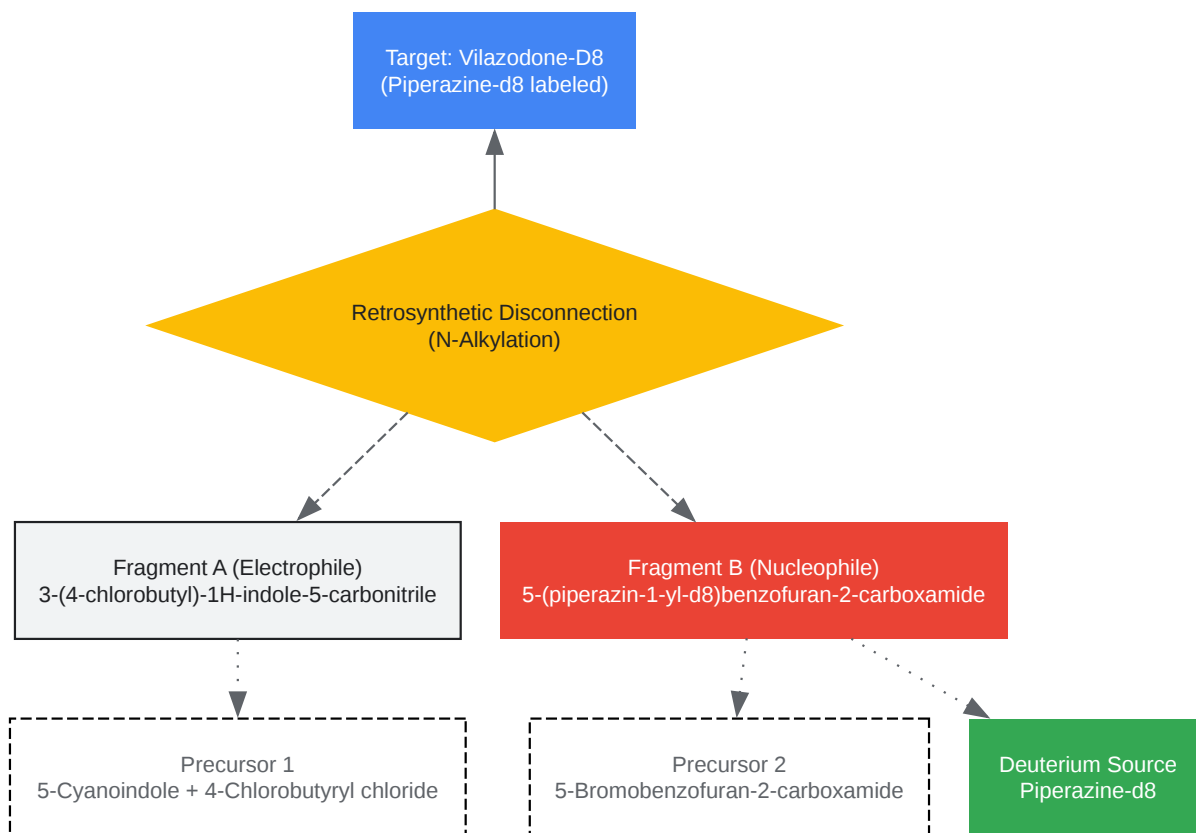 Target: Vilazodone-D8
(Piperazine-d8 labeled)
Retrosynthetic Disconnection
(N-Alkylation)
Fragment A (Electrophile)
3-(4-chlorobutyl)-1H-indole-5-carbonitrile
Fragment B (Nucleophile)
5-(piperazin-1-yl-d8)benzofuran-2-carboxamide
Precursor 1
5-Cyanoindole + 4-Chlorobutyryl chloride
Precursor 2
5-Bromobenzofuran-2-carboxamide
Deuterium Source
Piperazine-d8